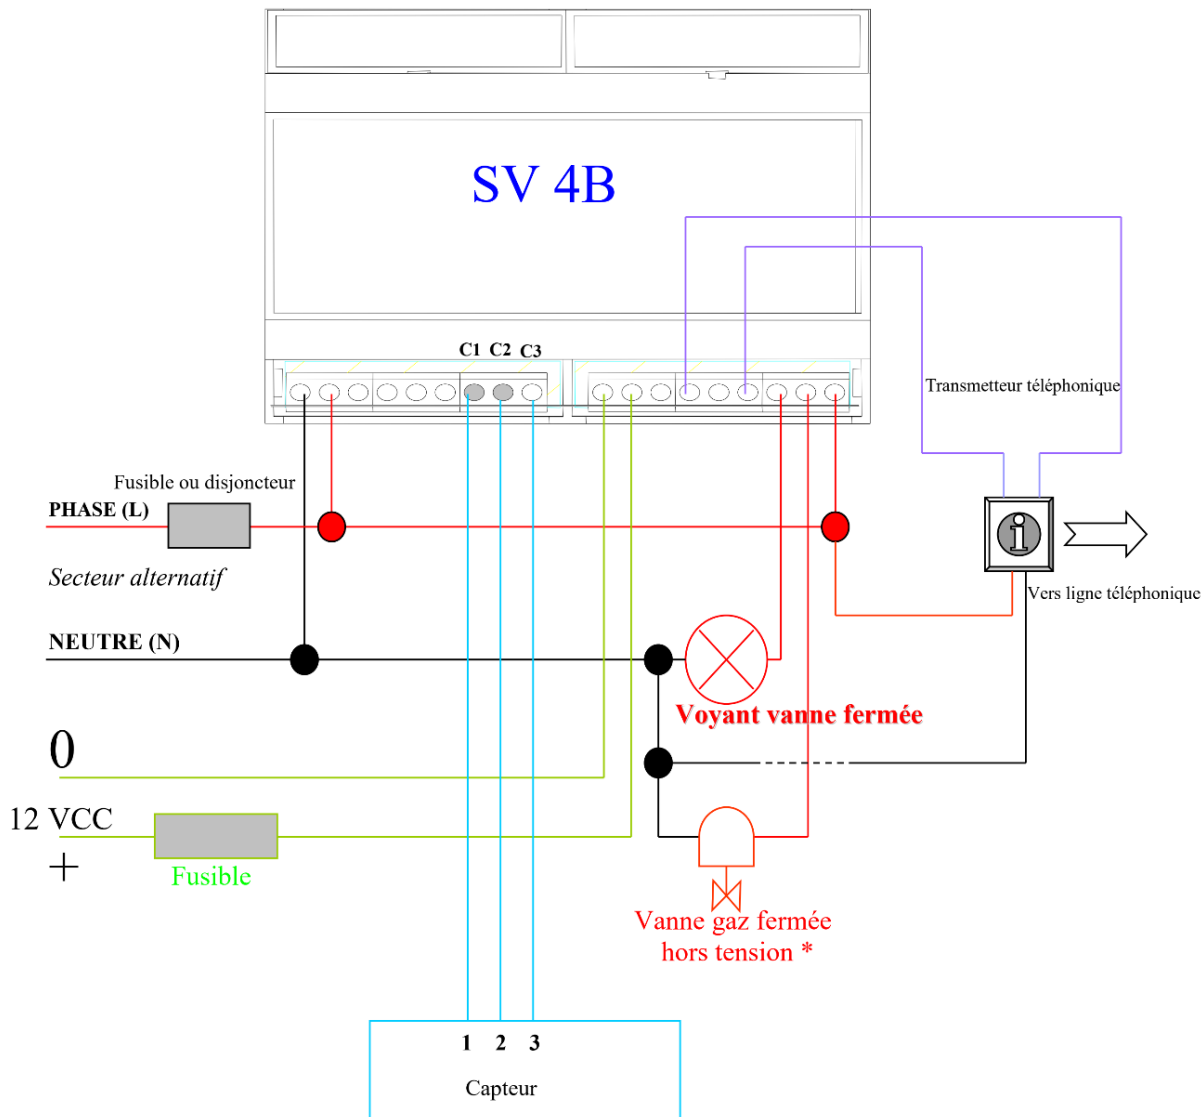 SV 4B
C1 C2 C3
Transmetteur téléphonique
Fusible ou disjoncteur
PHASE (L)
Secteur alternatif
Vers ligne téléphonique
NEUTRE (N)
Voyant vanne fermée
0
12 VCC
+
Fusible
Vanne gaz fermée
hors tension *
1 2 3
Capteur